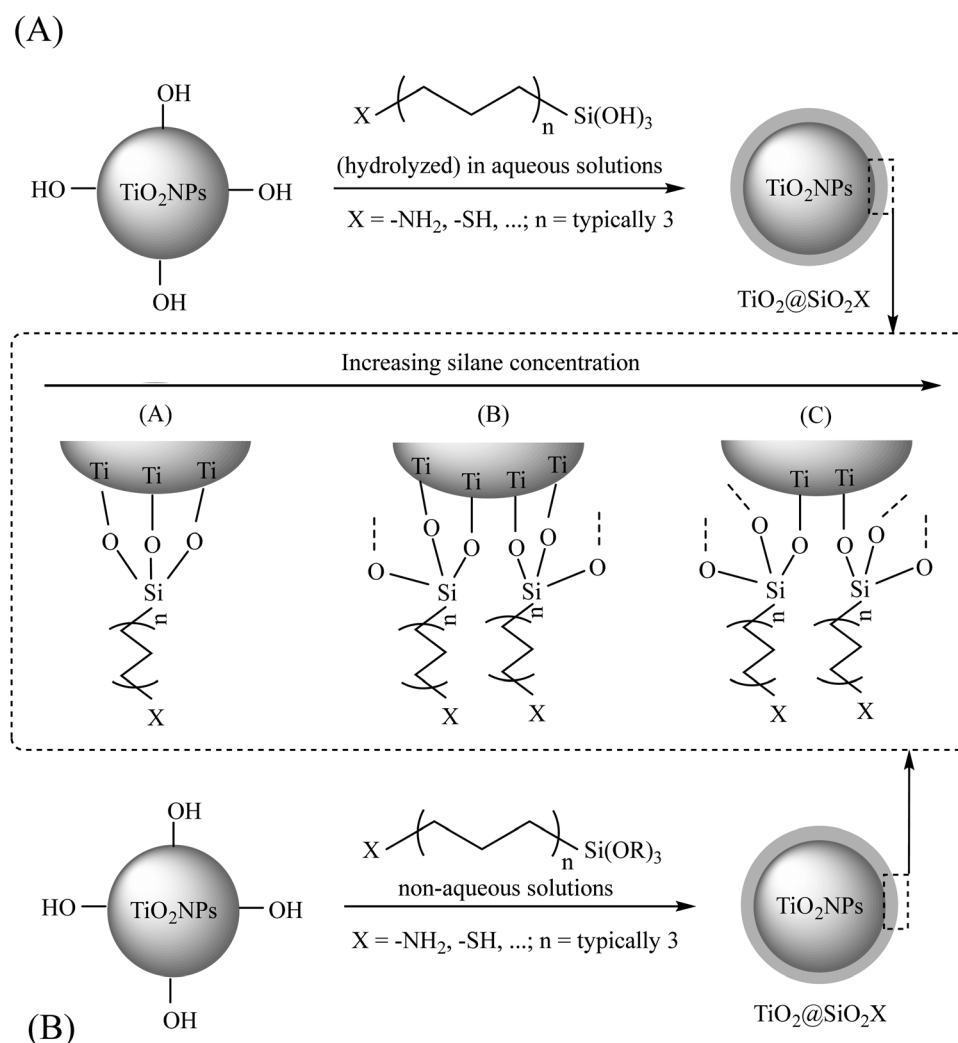 (A)
OH
HO
TiO₂NPs
OH
OH
X
n
Si(OH)₃
(hydrolyzed) in aqueous solutions
X = -NH₂, -SH, ...; n = typically 3
TiO₂NPs
TiO₂@SiO₂X
Increasing silane concentration
(A)
(B)
(C)
Ti Ti Ti
O O O
Si
n
X
Ti Ti Ti Ti
O O O O
O O
Si Si
n n
X X
Ti Ti
O O O O
O O
Si Si
n n
X X
OH
HO
TiO₂NPs
OH
OH
X
n
Si(OR)₃
non-aqueous solutions
X = -NH₂, -SH, ...; n = typically 3
TiO₂NPs
TiO₂@SiO₂X
(B)